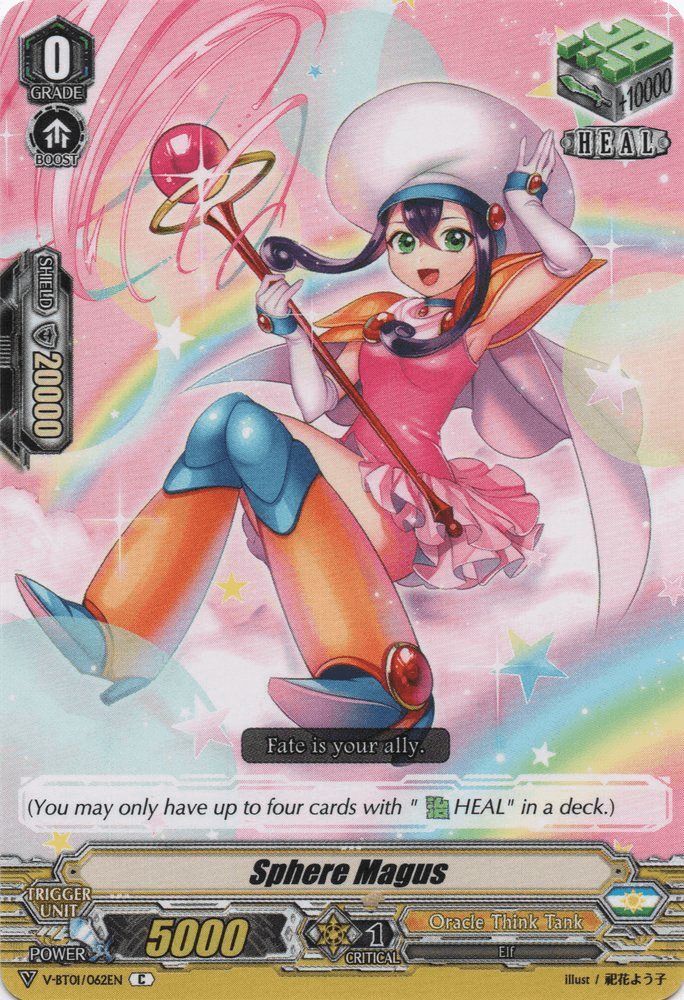 0
GRADE
BOOST
治
+10000
HEAL
SHIELD 20000
Fate is your ally.
(You may only have up to four cards with " 治 HEAL" in a deck.)
Sphere Magus
TRIGGER
UNIT
Oracle Think Tank
POWER 5000
1
CRITICAL
Elf
V-BT01/062EN C
illust / 祀花よう子